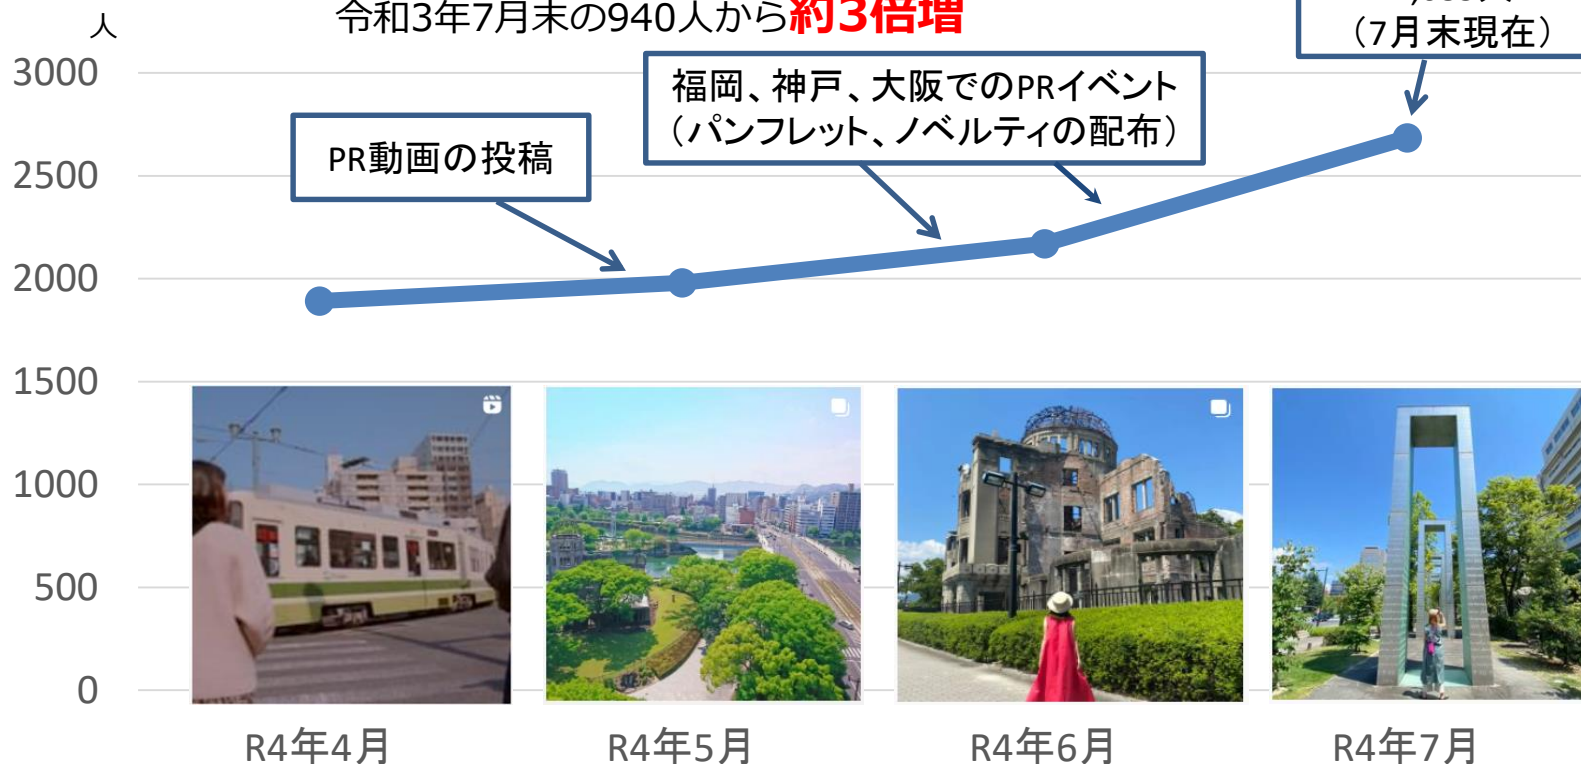 令和3年7月末の940人から約3倍増
人
(7月末現在)
3000
福岡、神戸、大阪でのPRイベント
(パンフレット、ノベルティの配布)
PR動画の投稿
2500
2000
1500
1000
500
0
R4年4月
R4年5月
R4年6月
R4年7月